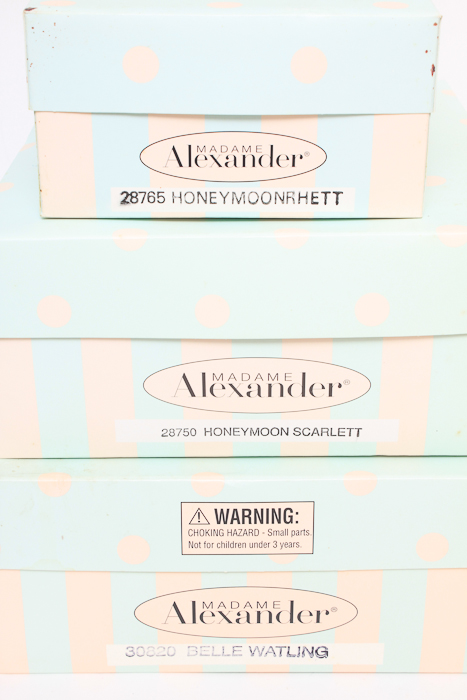 MADAME
Alexander®
28765 HONEYMOONRHETT
MADAME
Alexander®
28750 HONEYMOON SCARLETT
⚠ WARNING:
CHOKING HAZARD - Small parts.
Not for children under 3 years.
MADAME
Alexander®
30820 BELLE WATLING